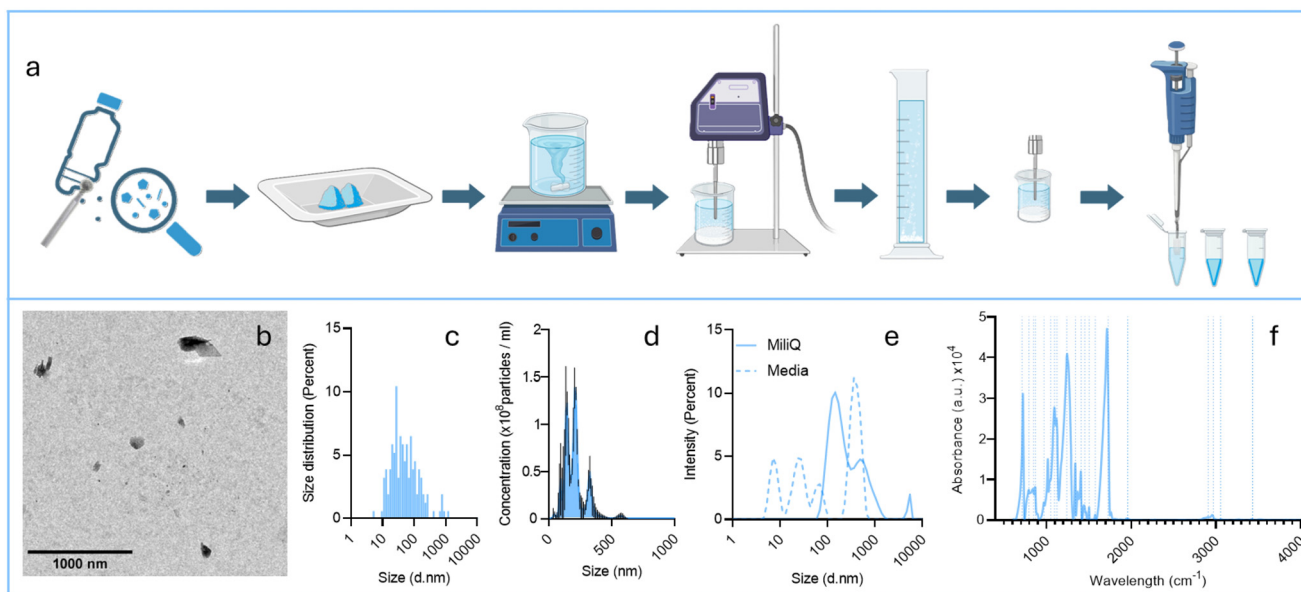 a
b
1000 nm
c
Size distribution (Percent)
15
10
5
0
1 10 100 1000 10000
Size (d.nm)
d
Concentration (x10⁸particles / ml)
2
1.5
1
0.5
0
0 500 1000
Size (nm)
e
MiliQ
Media
Intensity (Percent)
15
10
5
0
1 10 100 1000 10000
Size (d.nm)
f
Absorbance (a.u.) x10⁴
5
4
3
2
1
0
1000 2000 3000 4000
Wavelength (cm⁻¹)